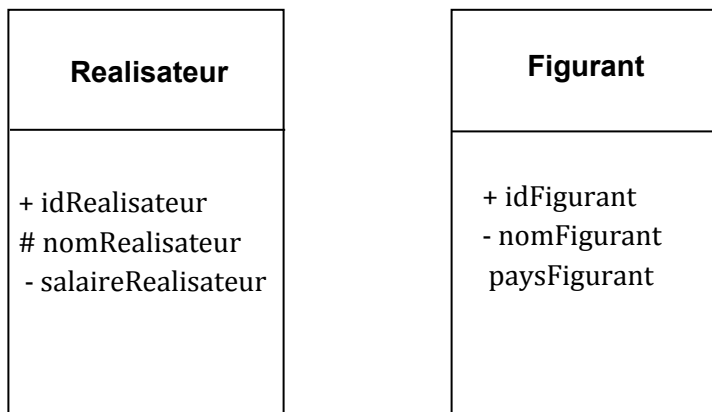 Realisateur
+ idRealisateur
# nomRealisateur
- salaireRealisateur
Figurant
+ idFigurant
- nomFigurant
paysFigurant